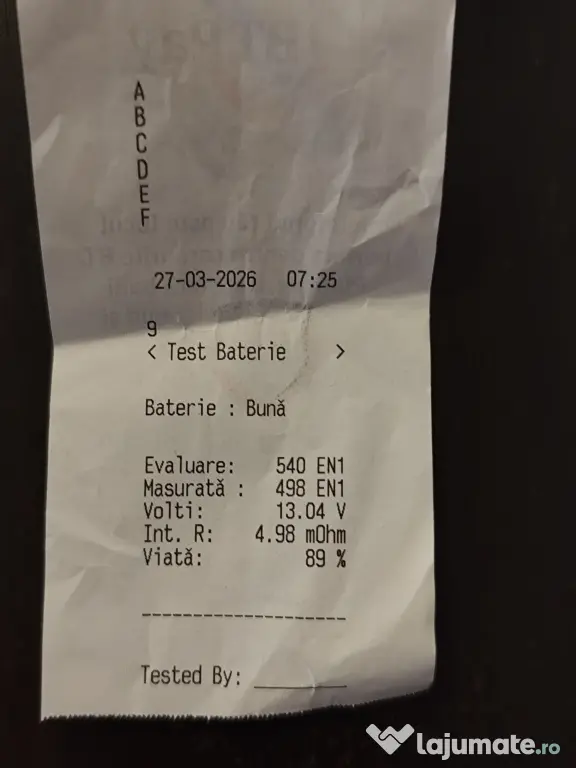 A
B
C
D
E
F
27-03-2026 07:25
9
< Test Baterie >
Baterie : Bună
Evaluare: 540 EN1
Masurată : 498 EN1
Volti: 13.04 V
Int. R: 4.98 mOhm
Viată: 89 %
--------------------------
Tested By: ________
lajumate.ro